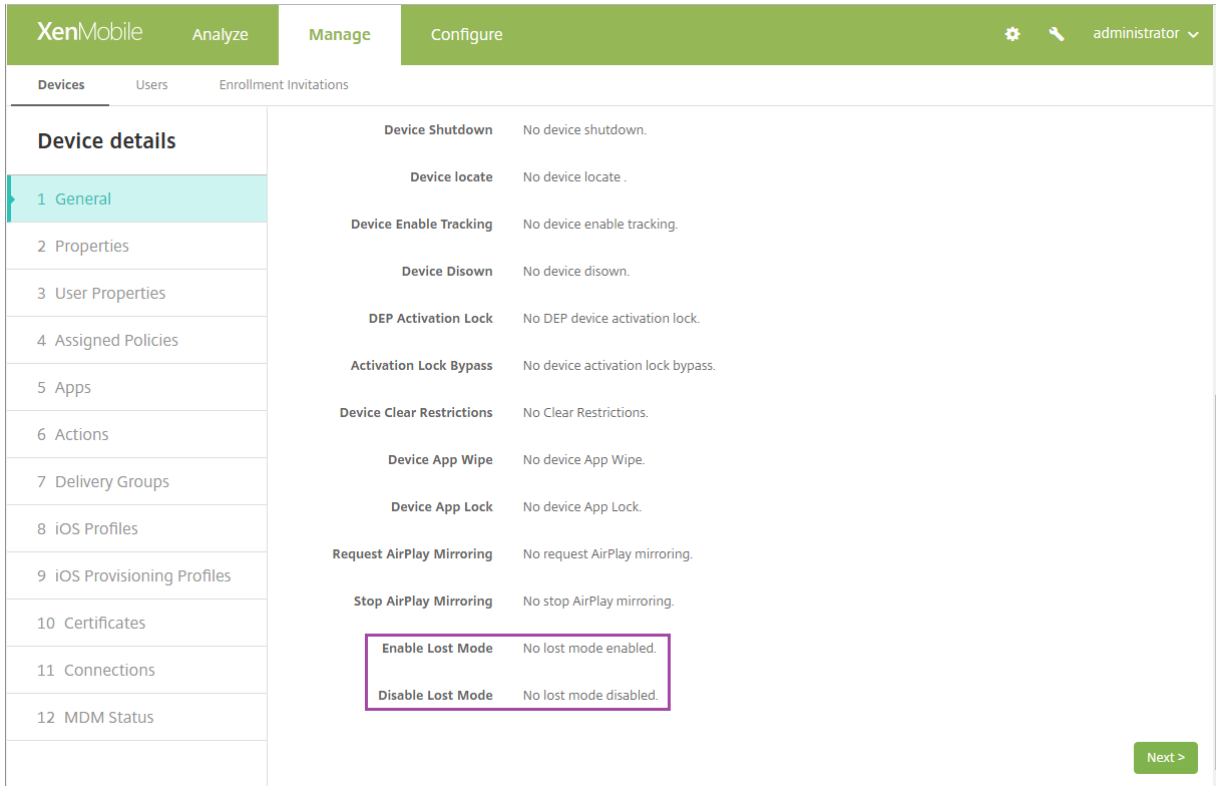 XenMobile Analyze Manage Configure administrator
Devices Users Enrollment Invitations
Device details
1 General
2 Properties
3 User Properties
4 Assigned Policies
5 Apps
6 Actions
7 Delivery Groups
8 iOS Profiles
9 iOS Provisioning Profiles
10 Certificates
11 Connections
12 MDM Status
Device Shutdown No device shutdown.
Device locate No device locate .
Device Enable Tracking No device enable tracking.
Device Disown No device disown.
DEP Activation Lock No DEP device activation lock.
Activation Lock Bypass No device activation lock bypass.
Device Clear Restrictions No Clear Restrictions.
Device App Wipe No device App Wipe.
Device App Lock No device App Lock.
Request AirPlay Mirroring No request AirPlay mirroring.
Stop AirPlay Mirroring No stop AirPlay mirroring.
Enable Lost Mode No lost mode enabled.
Disable Lost Mode No lost mode disabled.
Next >